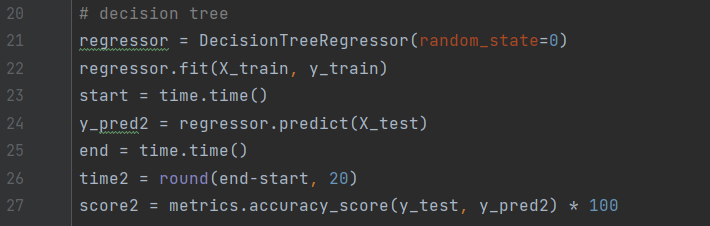 20 # decision tree
21 regressor = DecisionTreeRegressor(random_state=0)
22 regressor.fit(X_train, y_train)
23 start = time.time()
24 y_pred2 = regressor.predict(X_test)
25 end = time.time()
26 time2 = round(end-start, 20)
27 score2 = metrics.accuracy_score(y_test, y_pred2) * 100